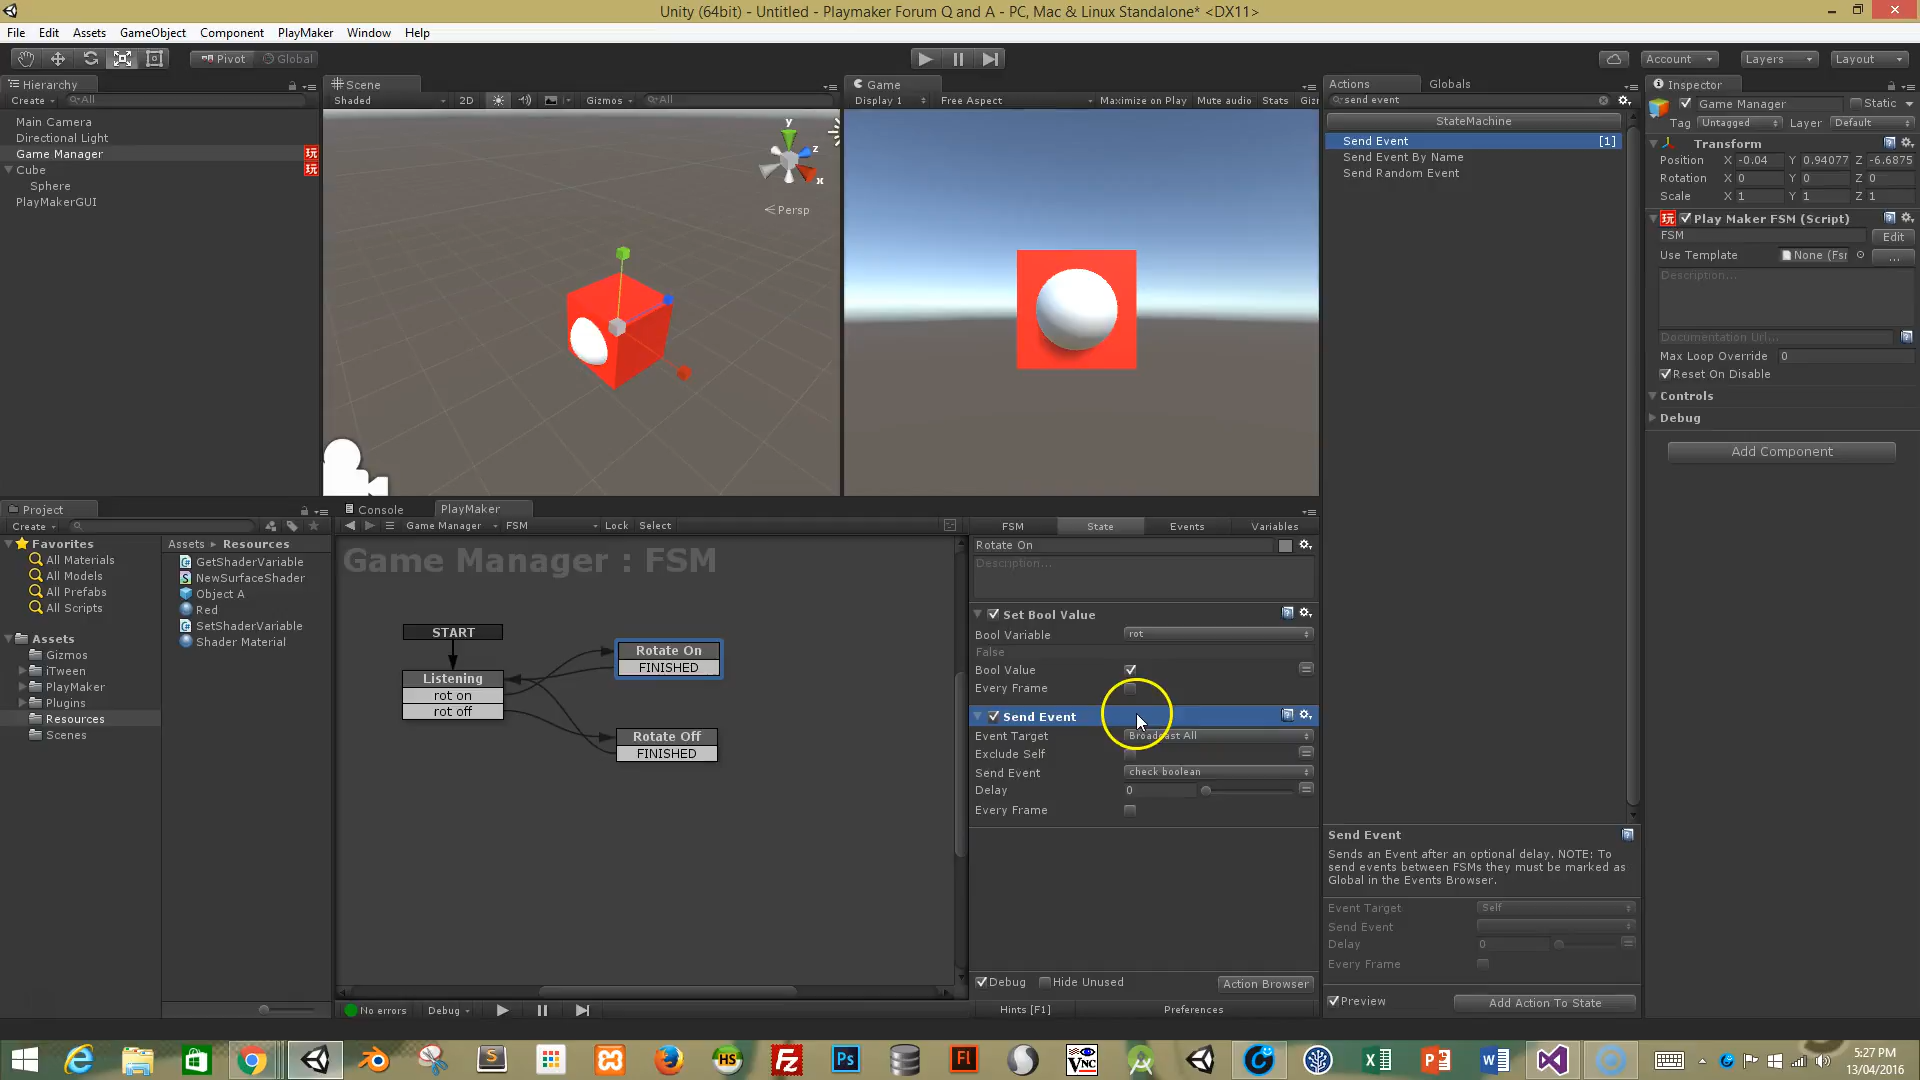 Unity (64bit) - Untitled - Playmaker Forum Q and A - PC, Mac & Linux Standalone* <DX11>
File Edit Assets GameObject Component PlayMaker Window Help
Pivot Global Account Layers Layout
Hierarchy
Create All
Main Camera
Directional Light
Game Manager 玩
Cube 玩
Sphere
PlayMakerGUI
Scene
Shaded 2D Gizmos All
y
z
x
Persp
Game
Display 1 Free Aspect Maximize on Play Mute audio Stats Giz
Actions Globals
send event
StateMachine
Send Event [1]
Send Event By Name
Send Random Event
Inspector
Game Manager Static
Tag Untagged Layer Default
Transform
Position X -0.04 Y 0.94077 Z -6.6875
Rotation X 0 Y 0 Z 0
Scale X 1 Y 1 Z 1
玩 Play Maker FSM (Script)
FSM Edit
Use Template None (Fsm ...
Description...
Documentation Url...
Max Loop Override 0
Reset On Disable
Controls
Debug
Add Component
Project
Create
Favorites
All Materials
All Models
All Prefabs
All Scripts
Assets
Gizmos
iTween
PlayMaker
Plugins
Resources
Scenes
Assets Resources
GetShaderVariable
NewSurfaceShader
Object A
Red
SetShaderVariable
Shader Material
Console PlayMaker
Game Manager FSM Lock Select
Game Manager : FSM
START
Listening
rot on
rot off
Rotate On
FINISHED
Rotate Off
FINISHED
No errors Debug
FSM State Events Variables
Rotate On
Description...
Set Bool Value
Bool Variable rot
False
Bool Value
Every Frame
Send Event
Event Target Broadcast All
Exclude Self
Send Event check boolean
Delay 0
Every Frame
Debug Hide Unused Action Browser
Hints [F1] Preferences
Send Event
Sends an Event after an optional delay. NOTE: To
send events between FSMs they must be marked as
Global in the Events Browser.
Event Target Self
Send Event
Delay 0
Every Frame
Preview Add Action To State
5:27 PM
13/04/2016